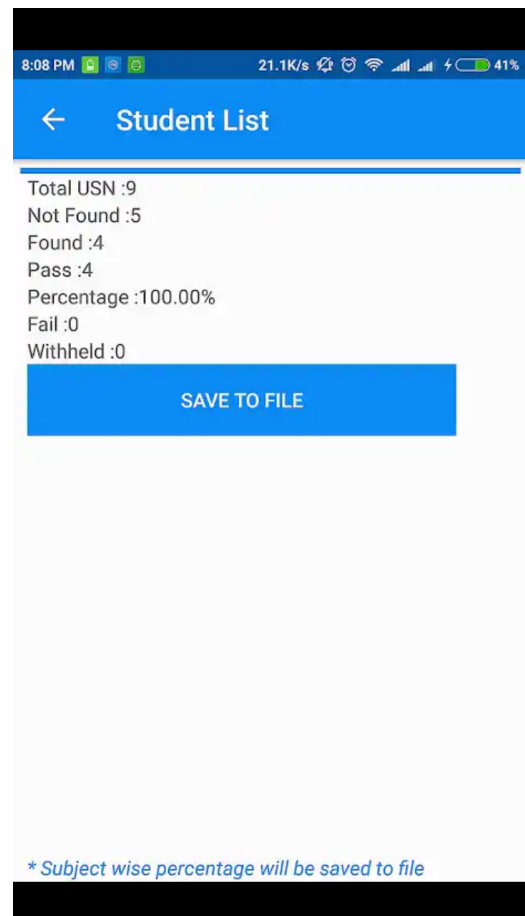 8:08 PM 21.1K/s 41%
Student List
Total USN :9
Not Found :5
Found :4
Pass :4
Percentage :100.00%
Fail :0
Withheld :0
SAVE TO FILE
* Subject wise percentage will be saved to file